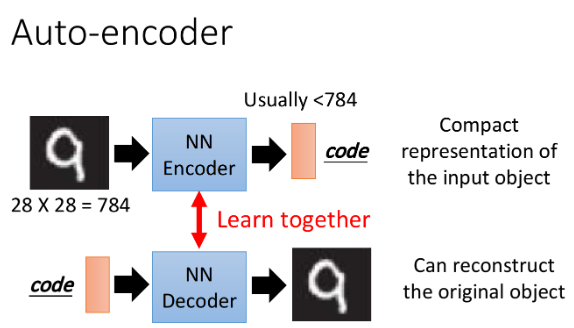 Auto-encoder
Usually <784
NN
Encoder
code
Compact
representation of
the input object
28 X 28 = 784
Learn together
code
NN
Decoder
Can reconstruct
the original object